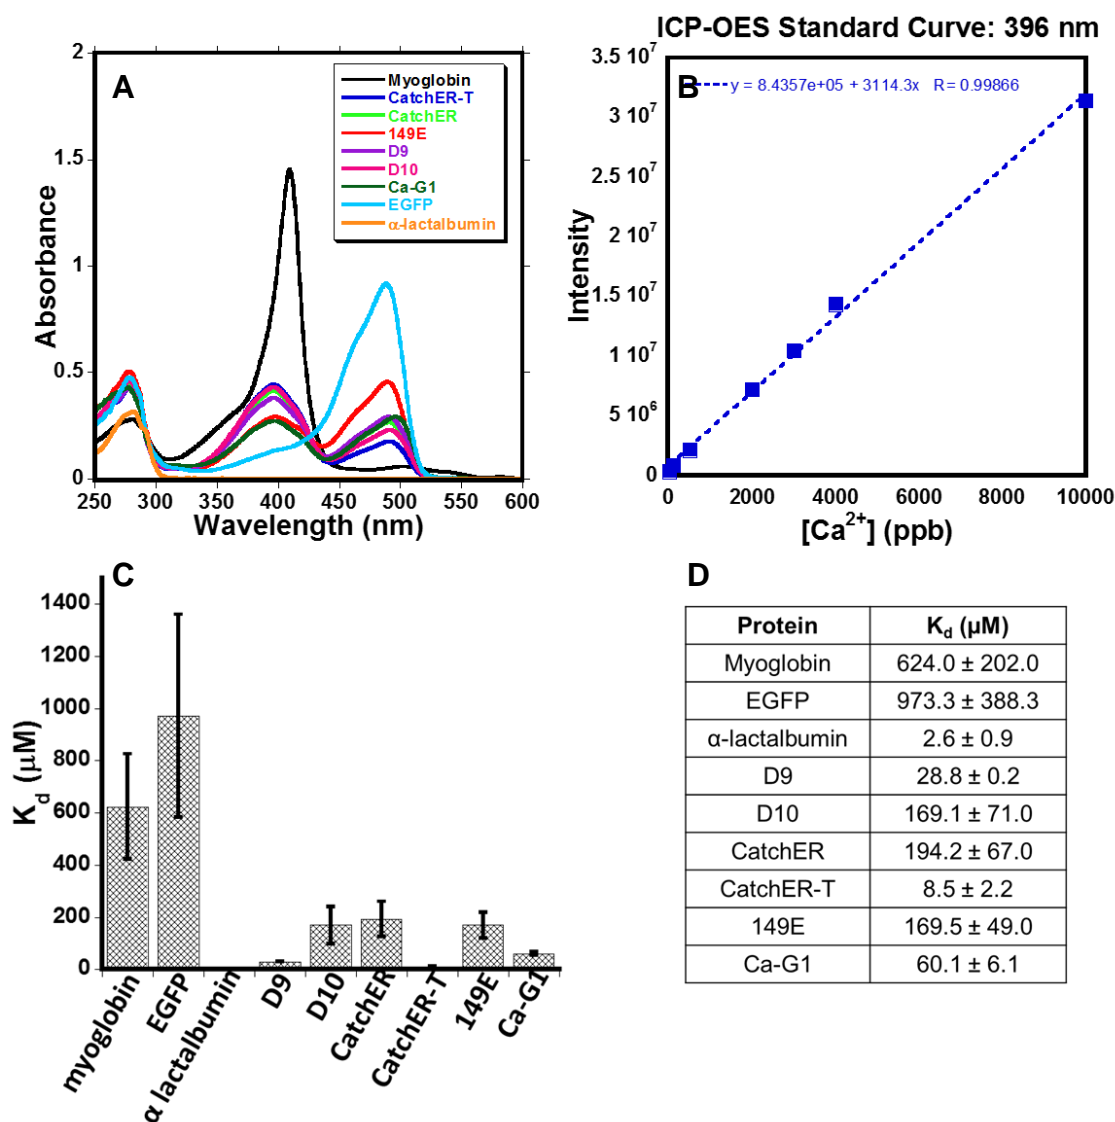 A
2
1.5
1
0.5
0
250 300 350 400 450 500 550 600
Absorbance
Wavelength (nm)
Myoglobin
CatchER-T
CatchER
149E
D9
D10
Ca-G1
EGFP
α-lactalbumin
ICP-OES Standard Curve: 396 nm
B
y = 8.4357e+05 + 3114.3x R= 0.99866
3.5 10⁷
3 10⁷
2.5 10⁷
2 10⁷
1.5 10⁷
1 10⁷
5 10⁶
0
0 2000 4000 6000 8000 10000
Intensity
[Ca²⁺] (ppb)
C
1400
1200
1000
800
600
400
200
0
K_d (μM)
myoglobin
EGFP
α lactalbumin
D9
D10
CatchER
CatchER-T
149E
Ca-G1
D
Protein K_d (μM)
Myoglobin 624.0 ± 202.0
EGFP 973.3 ± 388.3
α-lactalbumin 2.6 ± 0.9
D9 28.8 ± 0.2
D10 169.1 ± 71.0
CatchER 194.2 ± 67.0
CatchER-T 8.5 ± 2.2
149E 169.5 ± 49.0
Ca-G1 60.1 ± 6.1